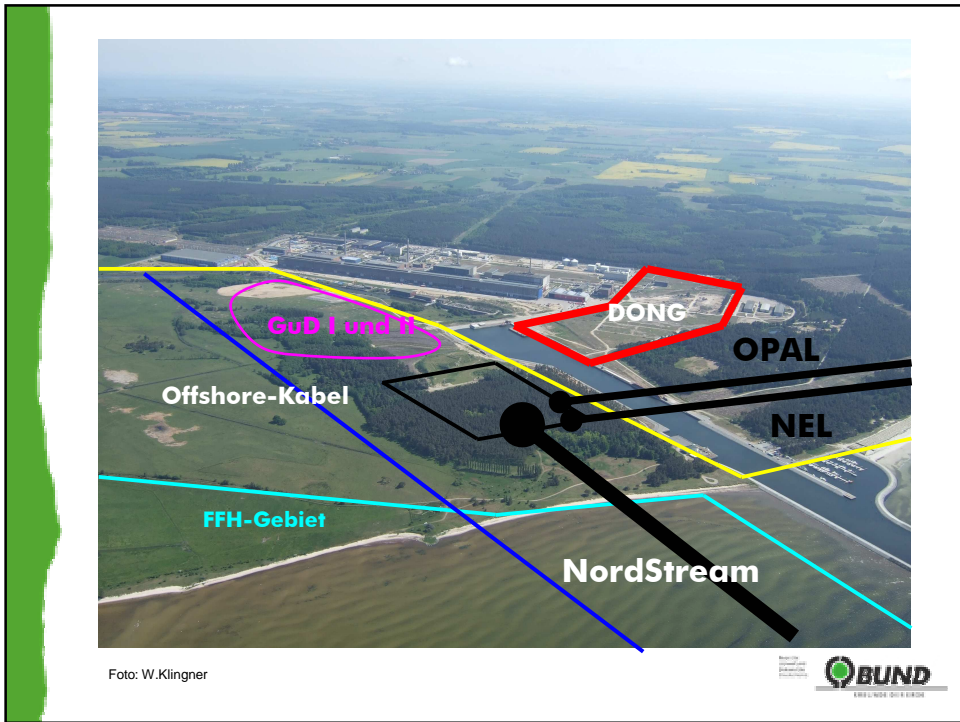 GuD I und II
DONG
OPAL
Offshore-Kabel
NEL
FFH-Gebiet
NordStream
Foto: W.Klingner
BUND